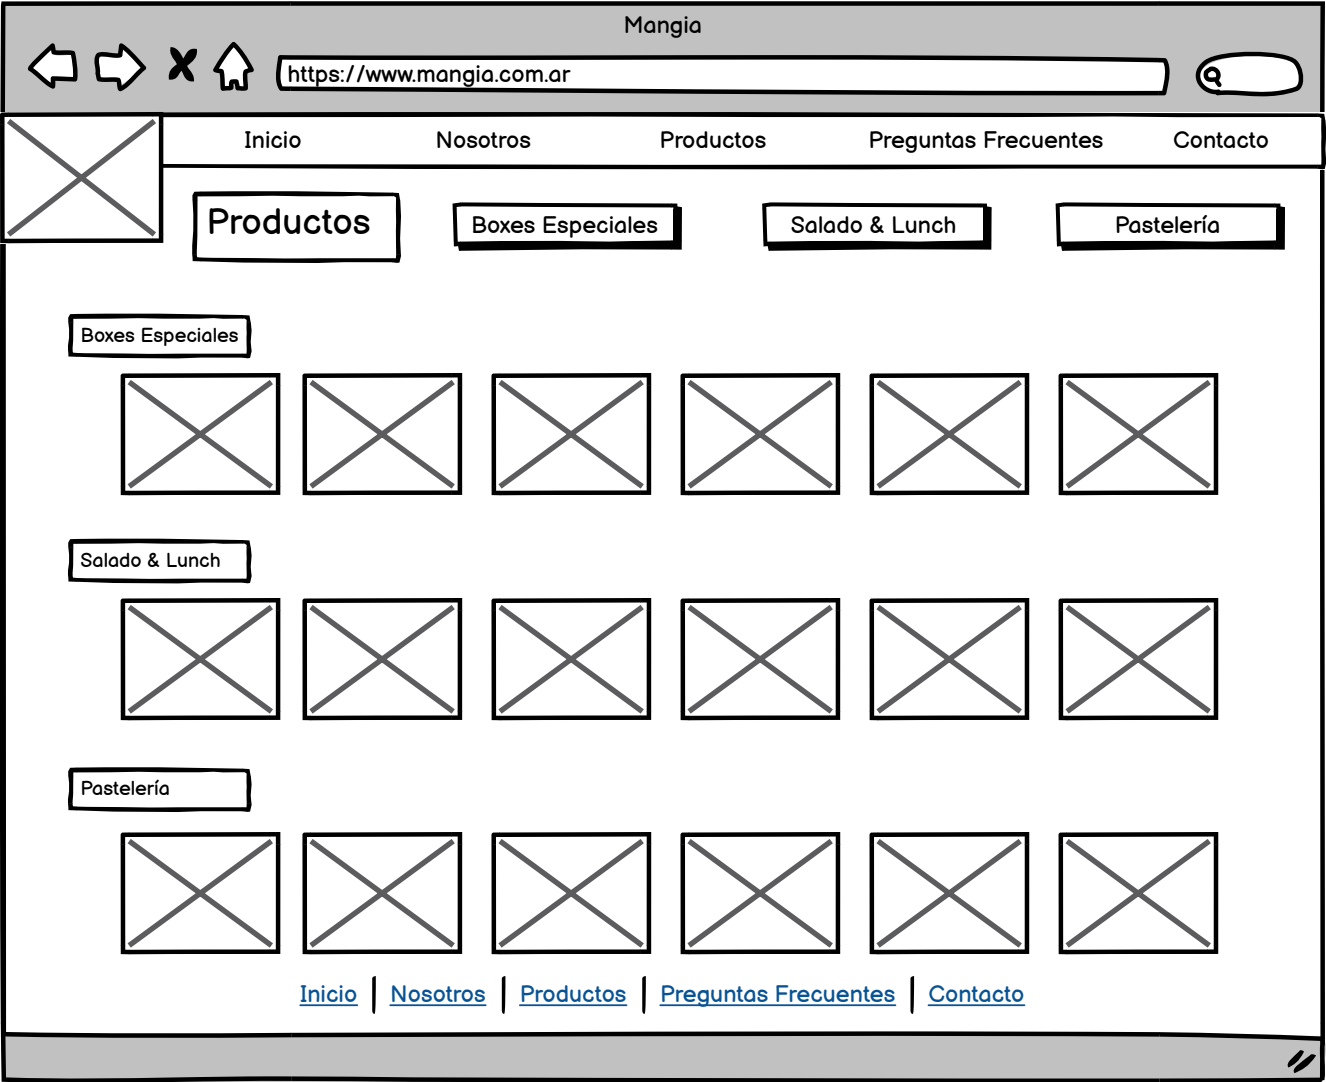 Mangia
https://www.mangia.com.ar
Inicio Nosotros Productos Preguntas Frecuentes Contacto
Productos Boxes Especiales Salado & Lunch Pastelería
Boxes Especiales
Salado & Lunch
Pastelería
Inicio Nosotros Productos Preguntas Frecuentes Contacto